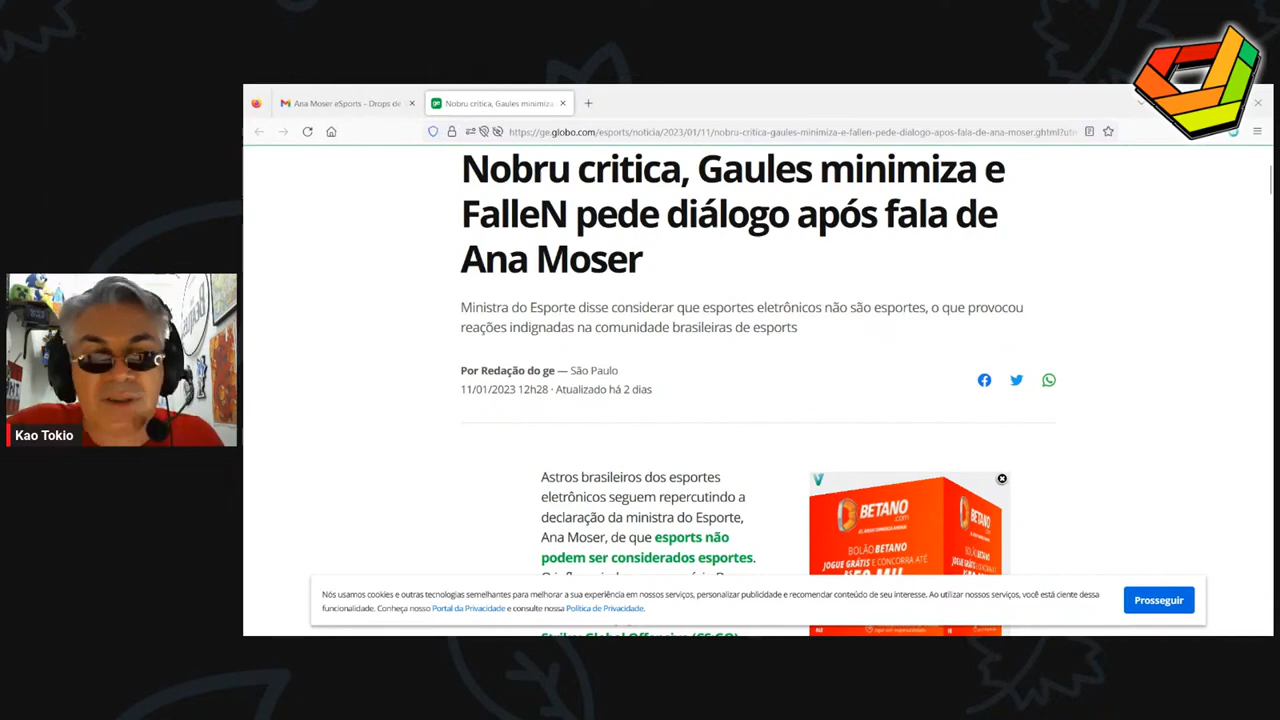 Ana Moser eSports - Drops de
Nobru critica, Gaules minimiza
https://ge.globo.com/esports/noticia/2023/01/11/nobru-critica-gaules-minimiza-e-fallen-pede-dialogo-apos-fala-de-ana-moser.ghtml?utm
Nobru critica, Gaules minimiza e
FalleN pede diálogo após fala de
Ana Moser
Ministra do Esporte disse considerar que esportes eletrônicos não são esportes, o que provocou
reações indignadas na comunidade brasileiras de esports
Por Redação do ge — São Paulo
11/01/2023 12h28 · Atualizado há 2 dias
Kao Tokio
Astros brasileiros dos esportes
eletrônicos seguem repercutindo a
declaração da ministra do Esporte,
Ana Moser, de que esports não
podem ser considerados esportes.
BETANO
.com
BETANO
BOLÃO BETANO
JOGUE GRÁTIS E CONCORRA ATÉ
Nós usamos cookies e outras tecnologias semelhantes para melhorar a sua experiência em nossos serviços, personalizar publicidade e recomendar conteúdo de seu interesse. Ao utilizar nossos serviços, você está ciente dessa
funcionalidade. Conheça nosso Portal da Privacidade e consulte nossa Política de Privacidade.
Prosseguir